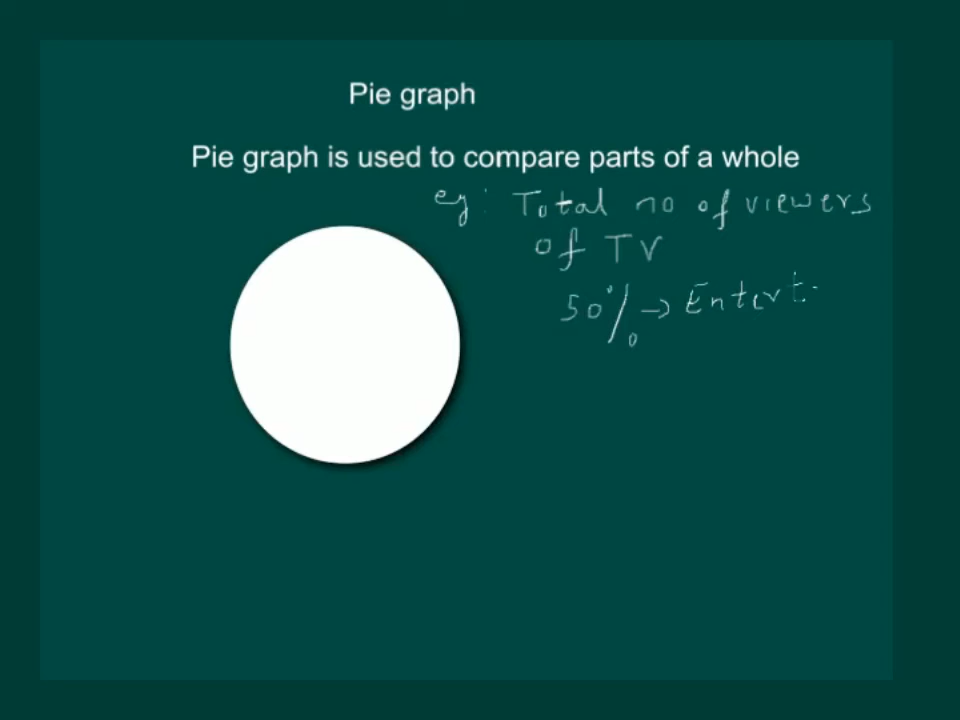 Pie graph
Pie graph is used to compare parts of a whole
eg: Total no of viewers
of TV
50% → Entert.